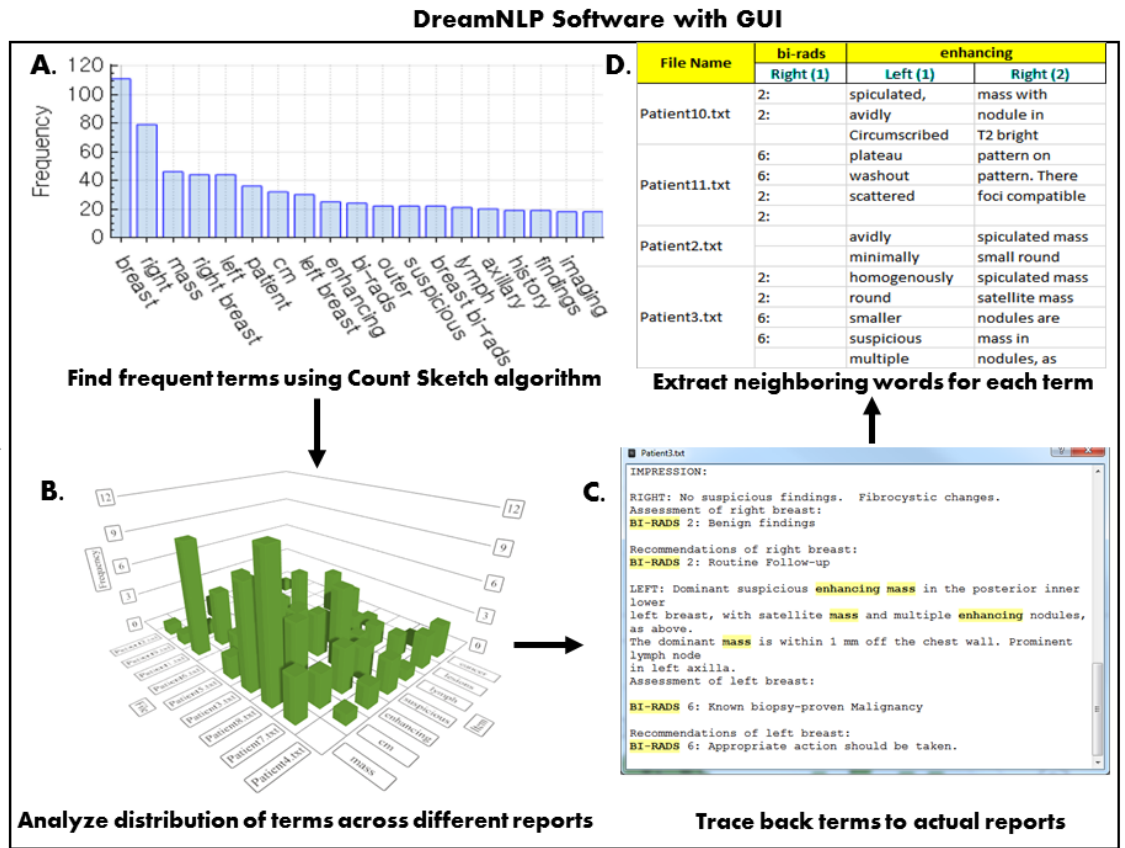 DreamNLP Software with GUI
A.
120
100
80
60
40
20
0
Frequency
breast
right
mass
right breast
left
patient
cm
left breast
enhancing
bi-rads
outer
suspicious
breast bi-rads
lymph
axillary
history
findings
imaging
Find frequent terms using Count Sketch algorithm
D.
File Name bi-rads enhancing
Right (1) Left (1) Right (2)
Patient10.txt
2: spiculated, mass with
2: avidly nodule in
Circumscribed T2 bright
Patient11.txt
6: plateau pattern on
6: washout pattern. There
2: scattered foci compatible
2:
Patient2.txt
avidly spiculated mass
minimally small round
Patient3.txt
2: homogenously spiculated mass
2: round satellite mass
6: smaller nodules are
6: suspicious mass in
multiple nodules, as
Extract neighboring words for each term
B.
12
9
6
3
0
Frequency
12
9
6
3
0
Patient5.txt
Patient3.txt
Patient8.txt
Patient7.txt
Patient4.txt
lymph
suspicious
enhancing
cm
mass
Analyze distribution of terms across different reports
C.
Patient3.txt
IMPRESSION:
RIGHT: No suspicious findings. Fibrocystic changes.
Assessment of right breast:
BI-RADS 2: Benign findings
Recommendations of right breast:
BI-RADS 2: Routine Follow-up
LEFT: Dominant suspicious enhancing mass in the posterior inner
lower
left breast, with satellite mass and multiple enhancing nodules,
as above.
The dominant mass is within 1 mm off the chest wall. Prominent
lymph node
in left axilla.
Assessment of left breast:
BI-RADS 6: Known biopsy-proven Malignancy
Recommendations of left breast:
BI-RADS 6: Appropriate action should be taken.
Trace back terms to actual reports